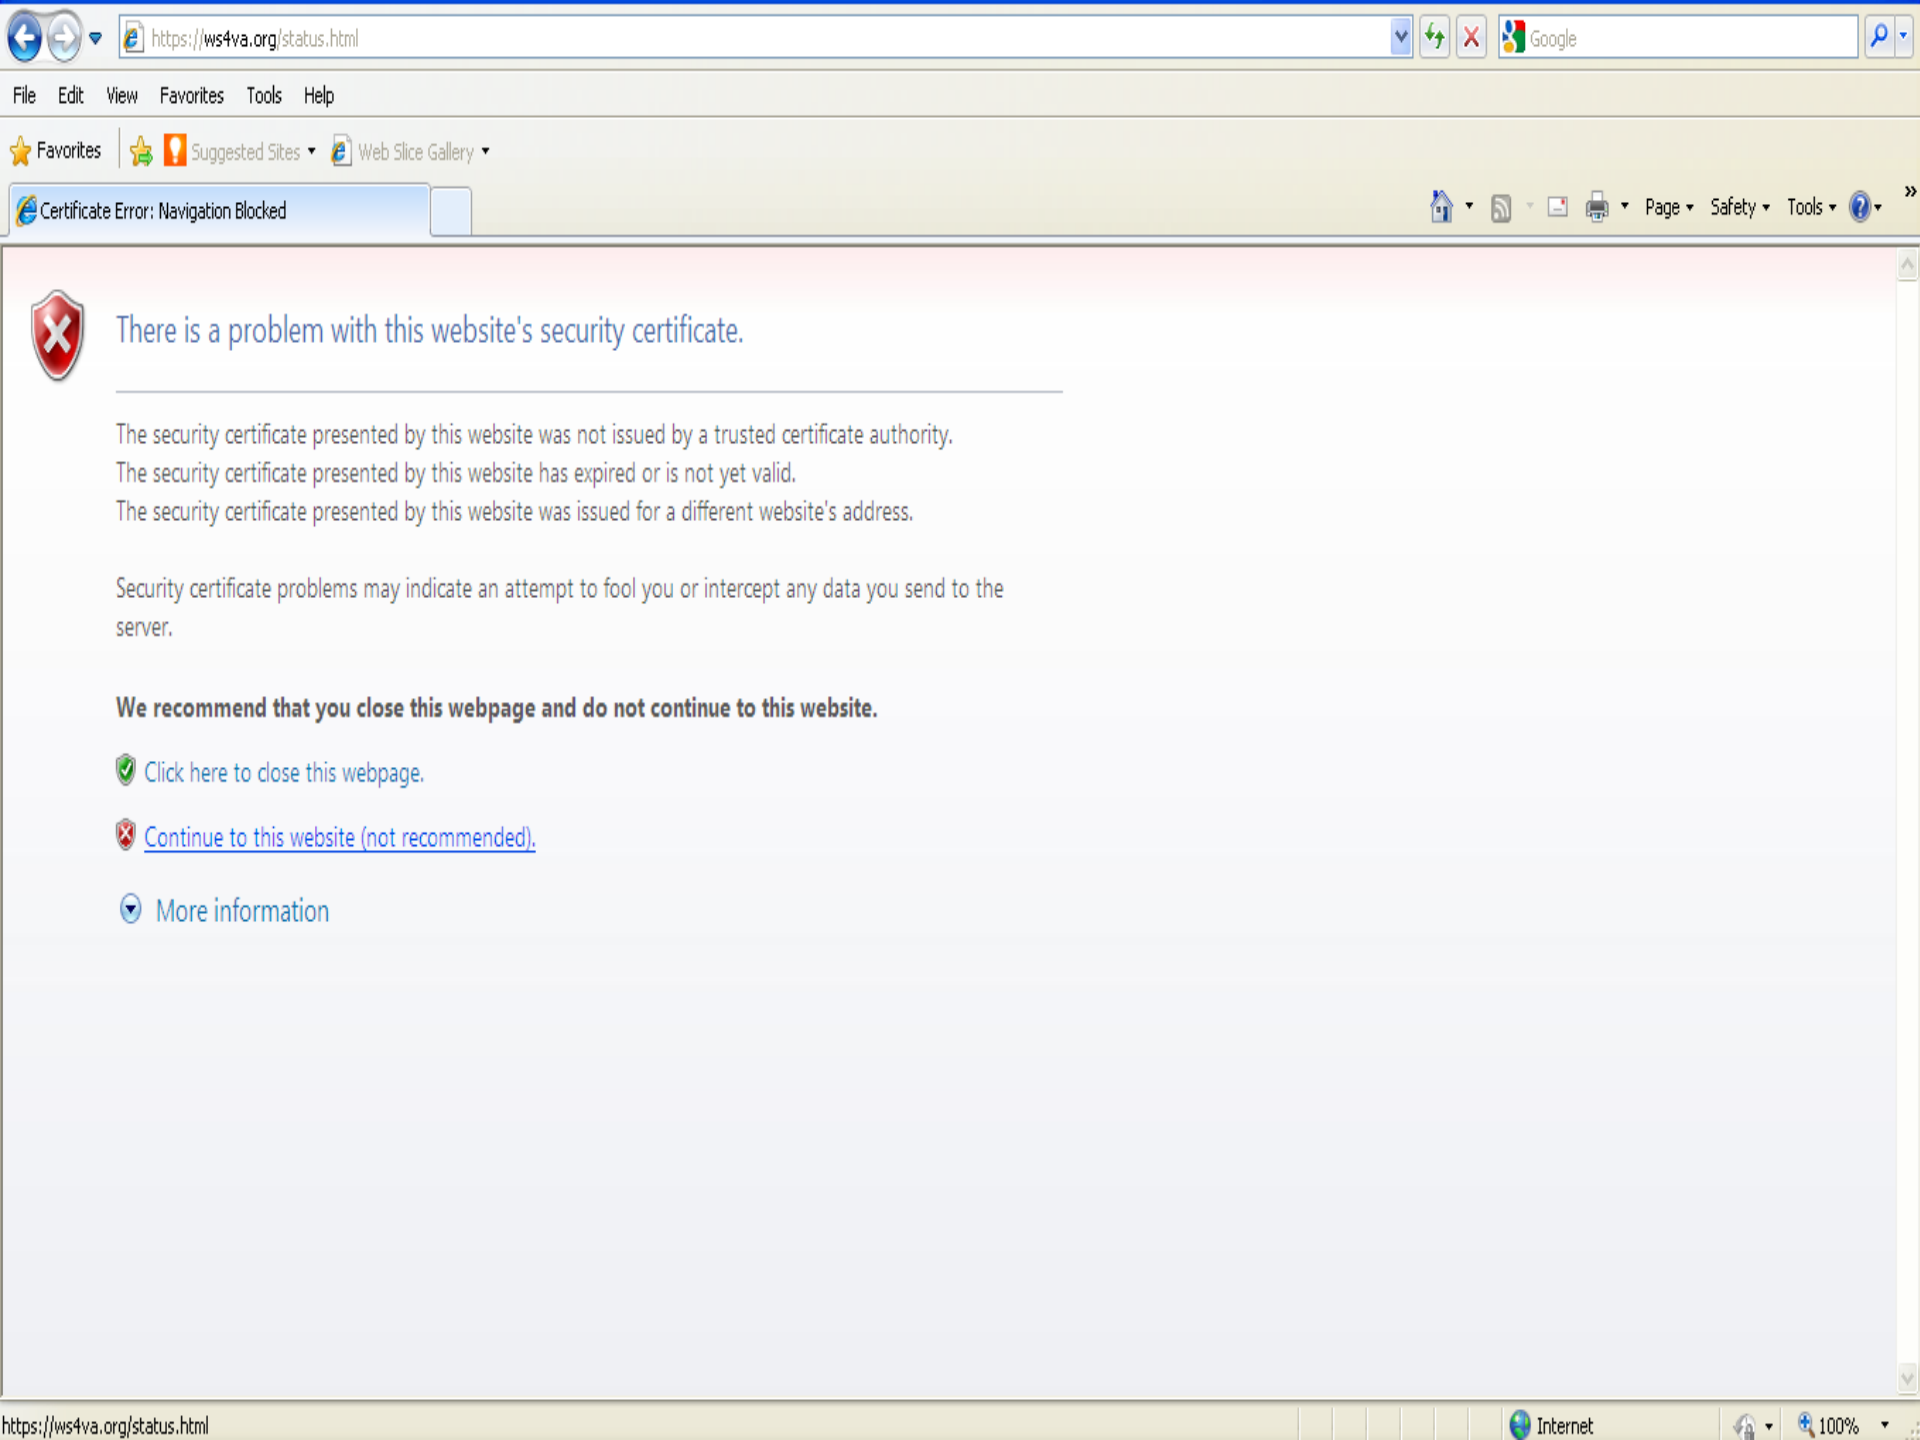 https://ws4va.org/status.html Google
File Edit View Favorites Tools Help
Favorites Suggested Sites Web Slice Gallery
Certificate Error: Navigation Blocked Page Safety Tools »
There is a problem with this website's security certificate.
The security certificate presented by this website was not issued by a trusted certificate authority.
The security certificate presented by this website has expired or is not yet valid.
The security certificate presented by this website was issued for a different website's address.
Security certificate problems may indicate an attempt to fool you or intercept any data you send to the
server.
We recommend that you close this webpage and do not continue to this website.
Click here to close this webpage.
Continue to this website (not recommended).
More information
https://ws4va.org/status.html Internet 100%